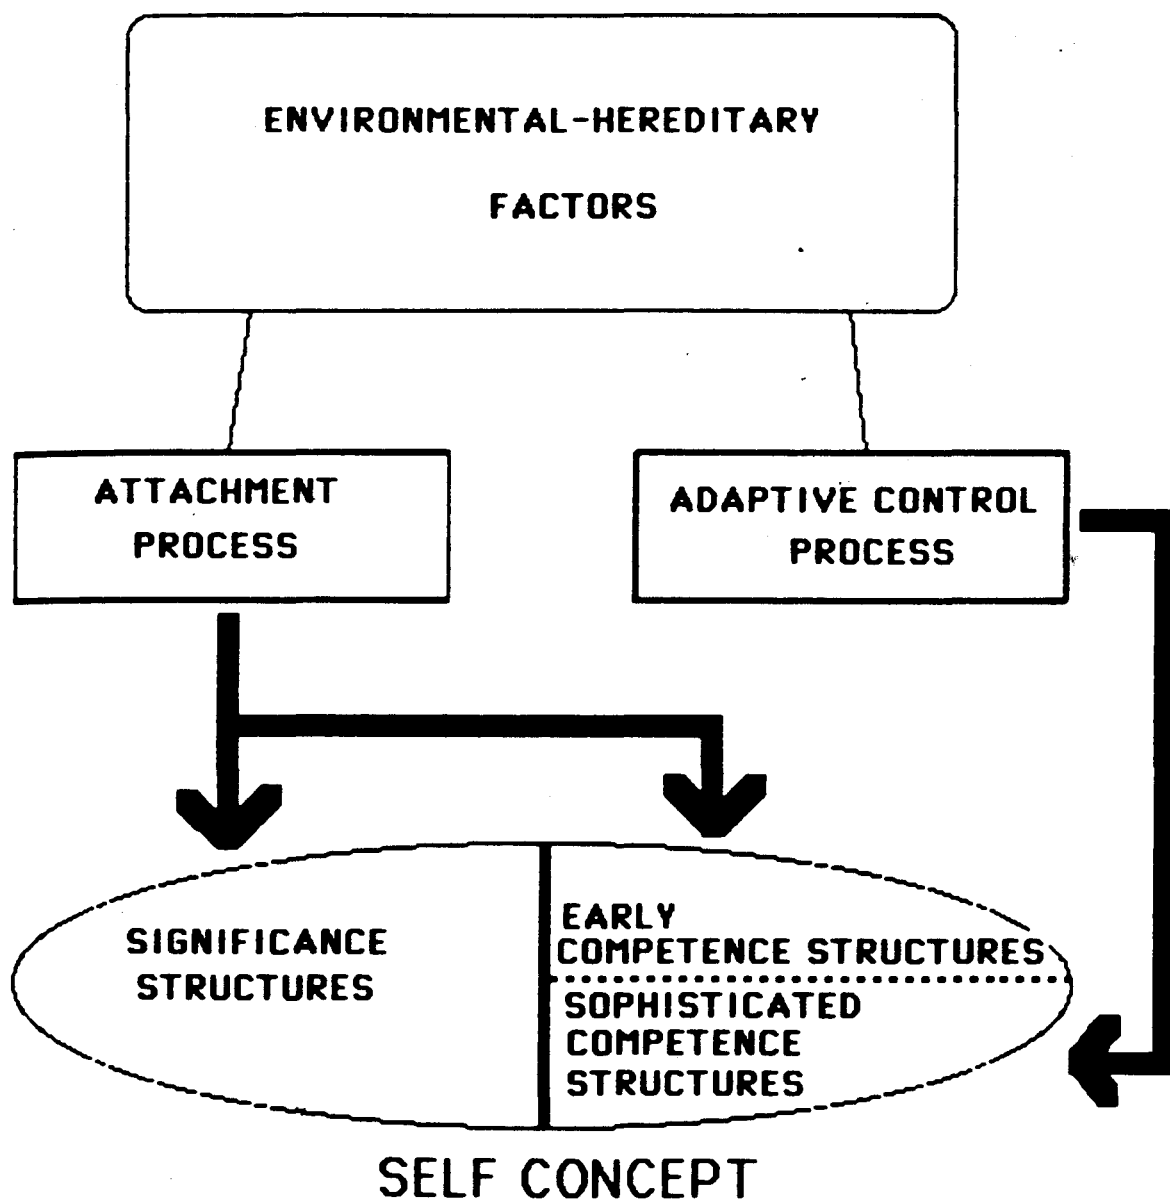 ENVIRONMENTAL-HEREDITARY
FACTORS
ATTACHMENT
PROCESS
ADAPTIVE CONTROL
PROCESS
SIGNIFICANCE
STRUCTURES
EARLY
COMPETENCE STRUCTURES
SOPHISTICATED
COMPETENCE
STRUCTURES
SELF CONCEPT